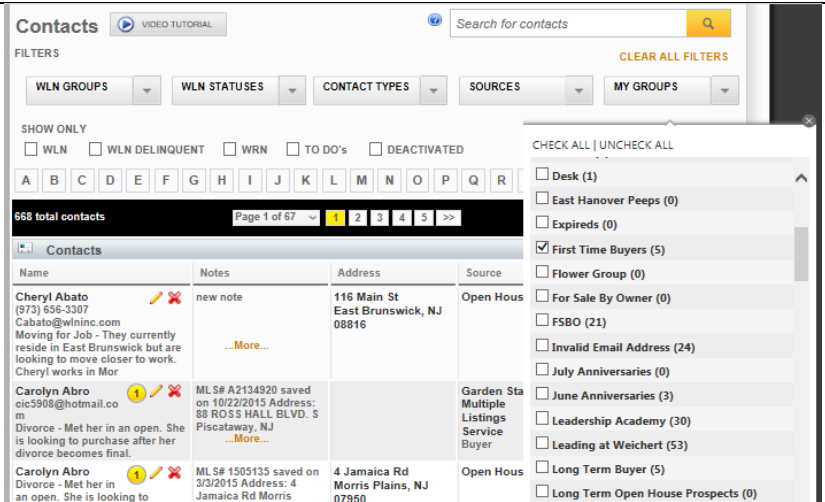 Contacts
VIDEO TUTORIAL
?
Search for contacts
FILTERS
CLEAR ALL FILTERS
WLN GROUPS
WLN STATUSES
CONTACT TYPES
SOURCES
MY GROUPS
SHOW ONLY
WLN
WLN DELINQUENT
WRN
TO DO's
DEACTIVATED
A B C D E F G H I J K L M N O P Q R
668 total contacts
Page 1 of 67
1 2 3 4 5 >>
Contacts
Name
Notes
Address
Source
Cheryl Abato
(973) 656-3307
Cabato@wlninc.com
Moving for Job - They currently
reside in East Brunswick but are
looking to move closer to work.
Cheryl works in Mor
new note
...More...
116 Main St
East Brunswick, NJ
08816
Open Hous
Carolyn Abro
1
cic5908@hotmail.co
m
Divorce - Met her in an open. She
is looking to purchase after her
divorce becomes final.
MLS# A2134920 saved
on 10/22/2015 Address:
88 ROSS HALL BLVD. S
Piscataway, NJ
...More...
Garden Sta
Multiple
Listings
Service
Buyer
Carolyn Abro
1
Divorce - Met her in
an open. She is looking to
MLS# 1505135 saved on
3/3/2015 Address: 4
Jamaica Rd Morris
4 Jamaica Rd
Morris Plains, NJ
07950
Open Hous
CHECK ALL | UNCHECK ALL
Desk (1)
East Hanover Peeps (0)
Expireds (0)
First Time Buyers (5)
Flower Group (0)
For Sale By Owner (0)
FSBO (21)
Invalid Email Address (24)
July Anniversaries (0)
June Anniversaries (3)
Leadership Academy (30)
Leading at Weichert (53)
Long Term Buyer (5)
Long Term Open House Prospects (0)